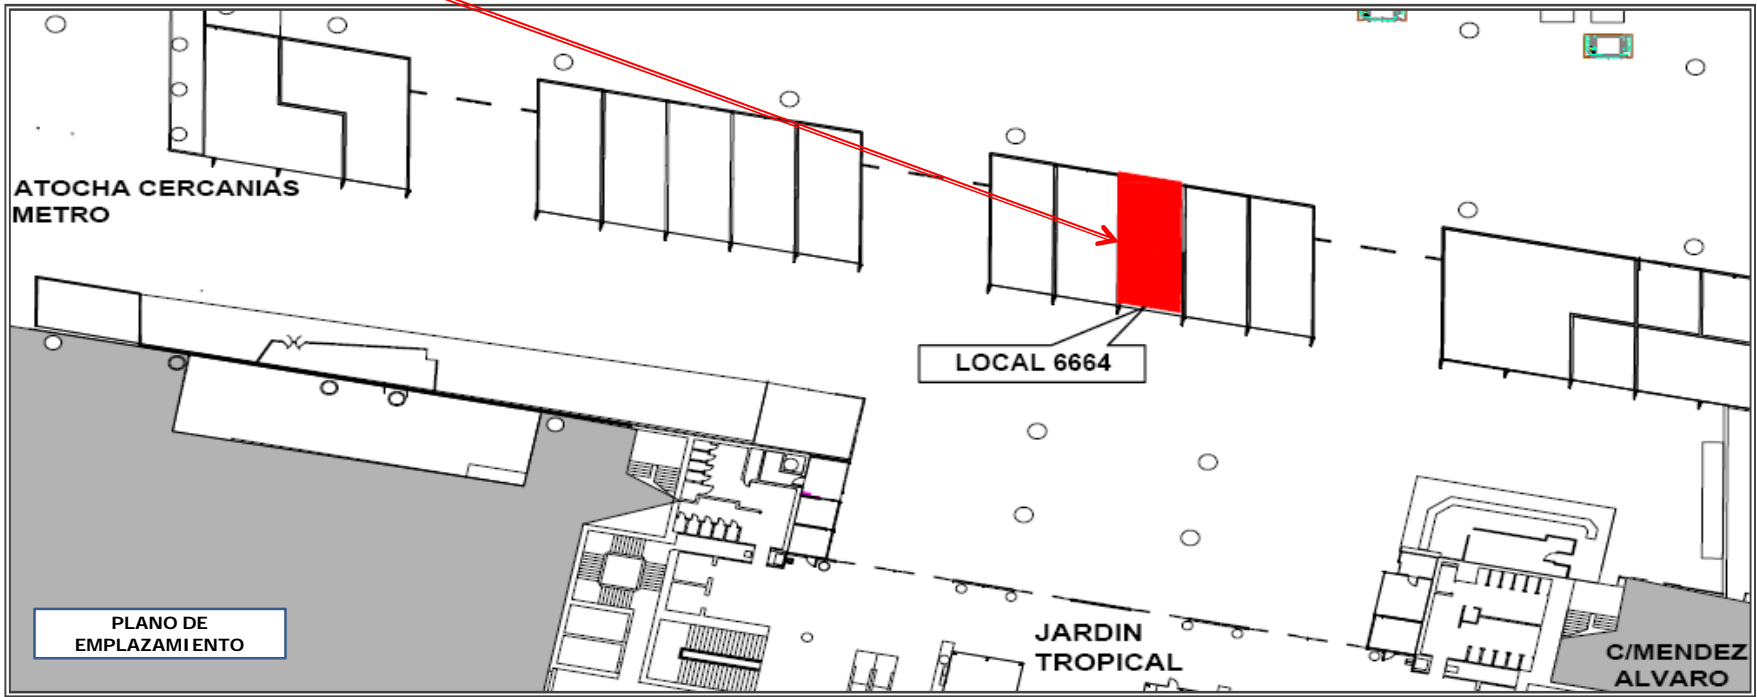 ATOCHA CERCANIAS
METRO
LOCAL 6664
PLANO DE
EMPLAZAMIENTO
JARDIN
TROPICAL
C/MENDEZ
ALVARO